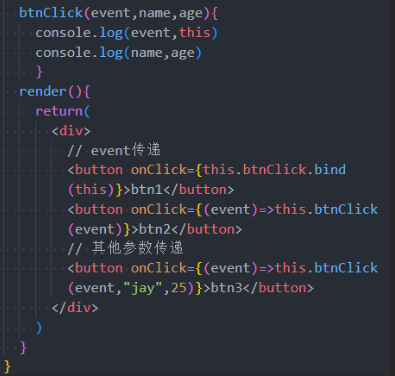 btnClick(event,name,age){
console.log(event,this)
console.log(name,age)
}
render(){
return(
<div>
// event传递
<button onClick={this.btnClick.bind
(this)}>btn1</button>
<button onClick={(event)=>this.btnClick
(event)}>btn2</button>
// 其他参数传递
<button onClick={(event)=>this.btnClick
(event,"jay",25)}>btn3</button>
</div>
)
}
}